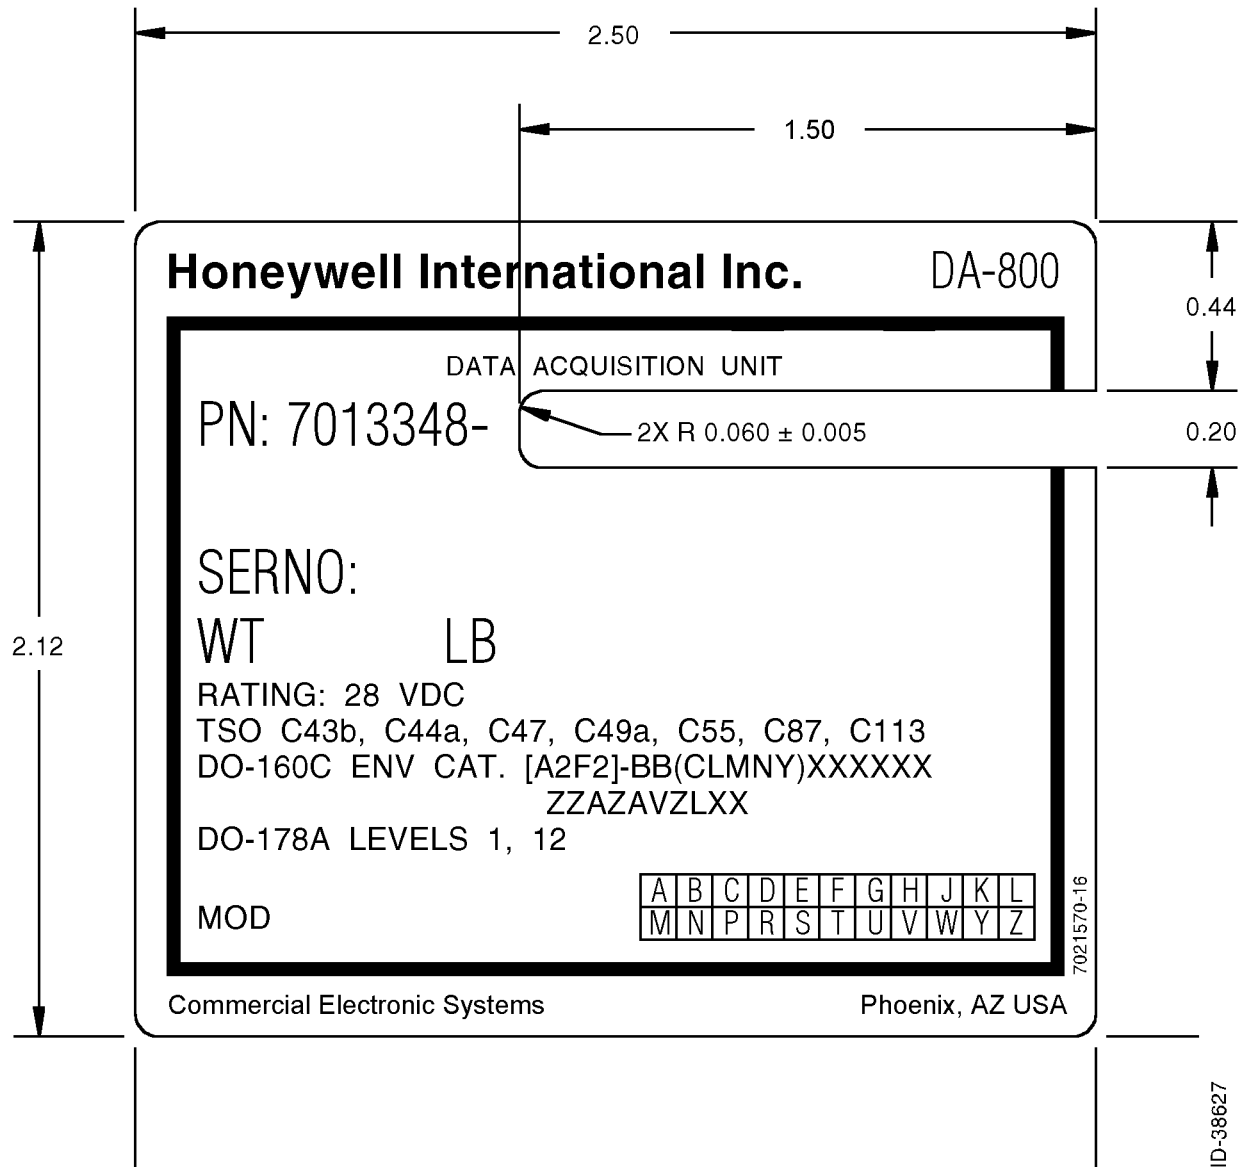 2.50
1.50
Honeywell International Inc. DA-800
0.44
DATA ACQUISITION UNIT
PN: 7013348-
2X R 0.060 ± 0.005
0.20
SERNO:
2.12
WT LB
RATING: 28 VDC
TSO C43b, C44a, C47, C49a, C55, C87, C113
DO-160C ENV CAT. [A2F2]-BB(CLMNY)XXXXXX
ZZAZAVZLXX
DO-178A LEVELS 1, 12
MOD
A B C D E F G H J K L
M N P R S T U V W Y Z
7021570-16
Commercial Electronic Systems Phoenix, AZ USA
ID-38627